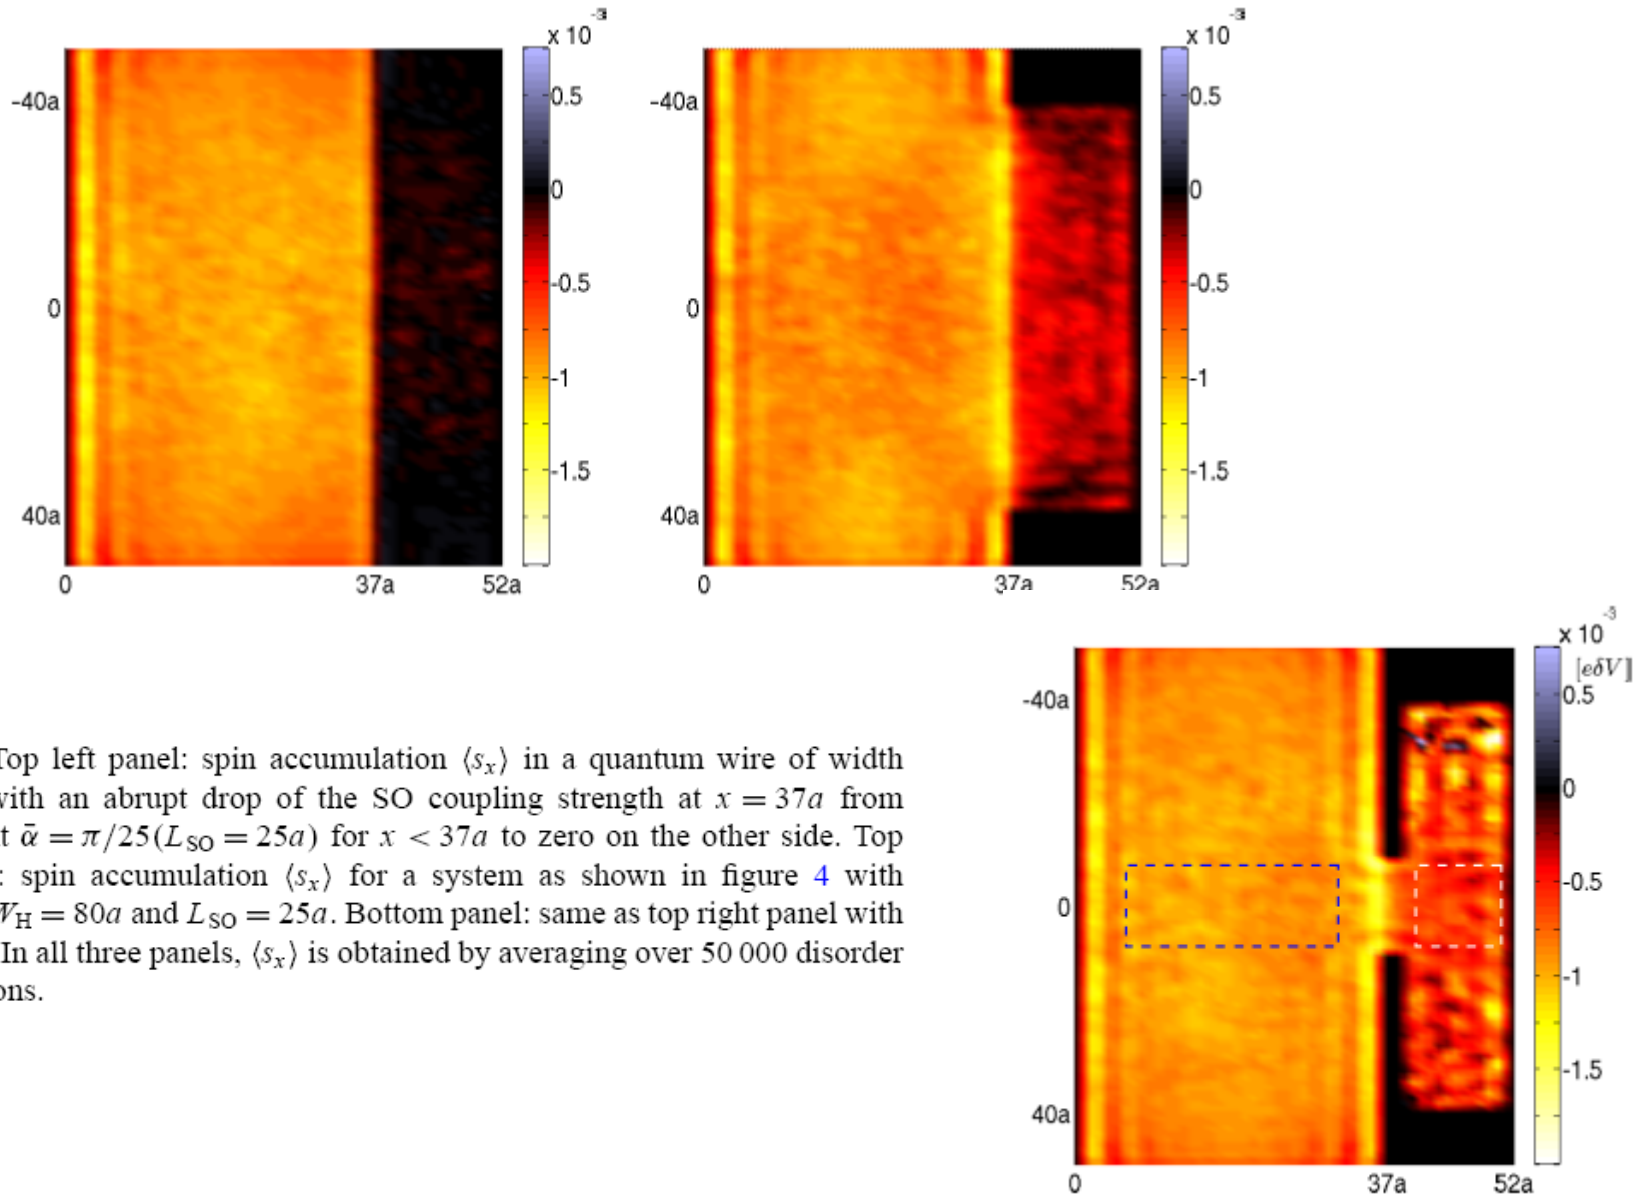 x 10⁻³
x 10⁻³
-40a
0.5
-40a
0.5
0
0
0
-0.5
0
-0.5
-1
-1
-1.5
-1.5
40a
40a
0
37a
52a
0
37a
52a
x 10⁻³
[eδV]
-40a
0.5
0
0
-0.5
-1
-1.5
40a
0
37a
52a
Top left panel: spin accumulation ⟨sₓ⟩ in a quantum wire of width
with an abrupt drop of the SO coupling strength at x = 37a from
ᾱ = π/25(L_SO = 25a) for x < 37a to zero on the other side. Top
: spin accumulation ⟨sₓ⟩ for a system as shown in figure 4 with
W_H = 80a and L_SO = 25a. Bottom panel: same as top right panel with
In all three panels, ⟨sₓ⟩ is obtained by averaging over 50 000 disorder